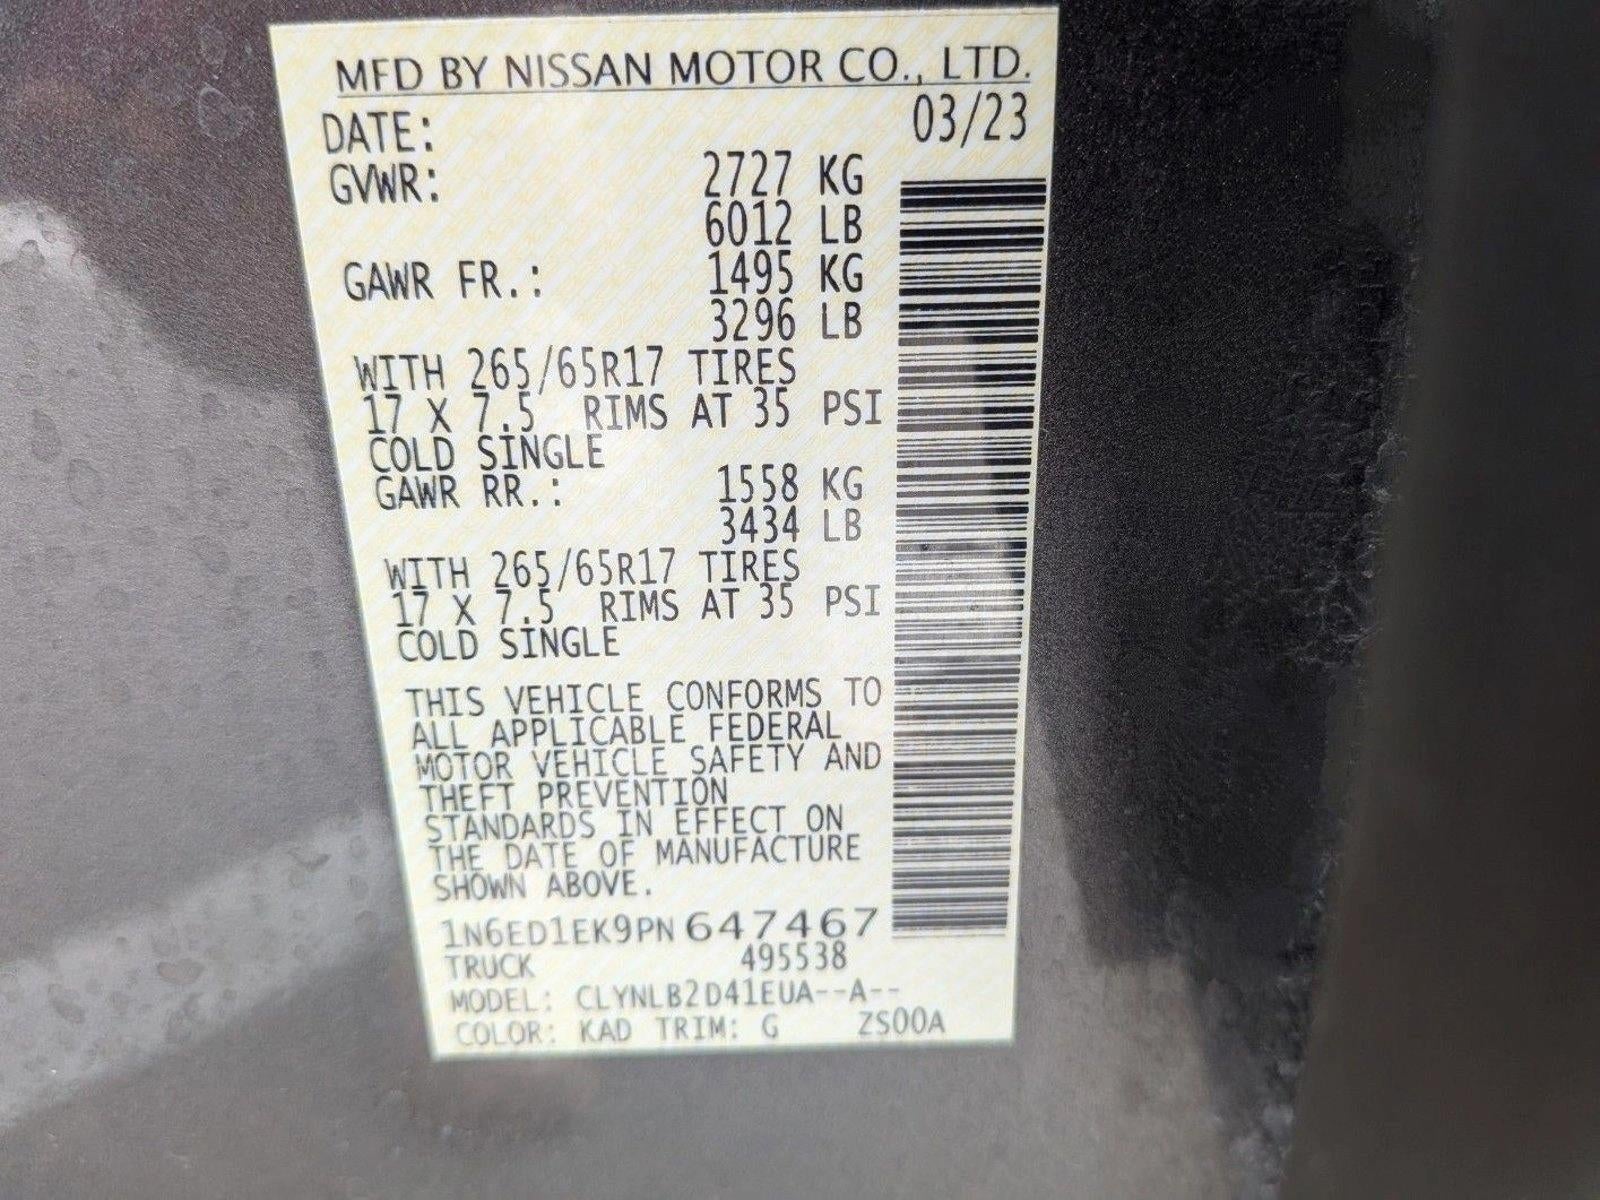 MFD BY NISSAN MOTOR CO., LTD.
DATE: 03/23
GVWR: 2727 KG
6012 LB
GAWR FR.: 1495 KG
3296 LB
WITH 265/65R17 TIRES
17 X 7.5 RIMS AT 35 PSI
COLD SINGLE
GAWR RR.: 1558 KG
3434 LB
WITH 265/65R17 TIRES
17 X 7.5 RIMS AT 35 PSI
COLD SINGLE
THIS VEHICLE CONFORMS TO
ALL APPLICABLE FEDERAL
MOTOR VEHICLE SAFETY AND
THEFT PREVENTION
STANDARDS IN EFFECT ON
THE DATE OF MANUFACTURE
SHOWN ABOVE.
1N6ED1EK9PN647467
TRUCK 495538
MODEL: CLYNLB2D41EUA--A--
COLOR: KAD TRIM: G ZS00A